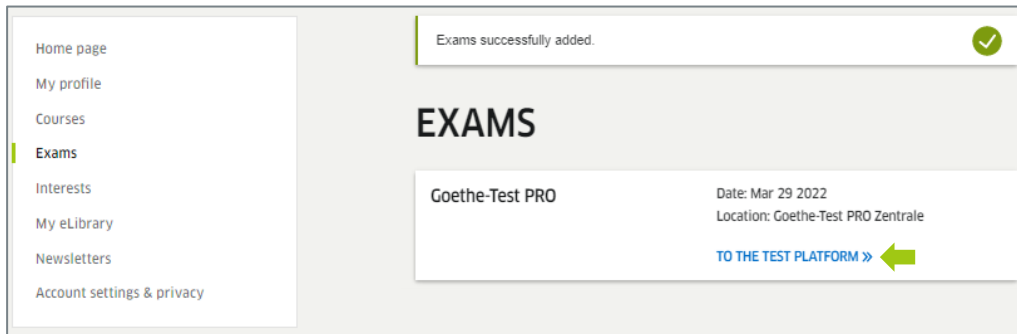 Home page
My profile
Courses
Exams
Interests
My eLibrary
Newsletters
Account settings & privacy
Exams successfully added.
EXAMS
Goethe-Test PRO
Date: Mar 29 2022
Location: Goethe-Test PRO Zentrale
TO THE TEST PLATFORM »